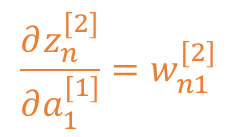 ∂z_n^[2] / ∂a_1^[1] = w_n1^[2]